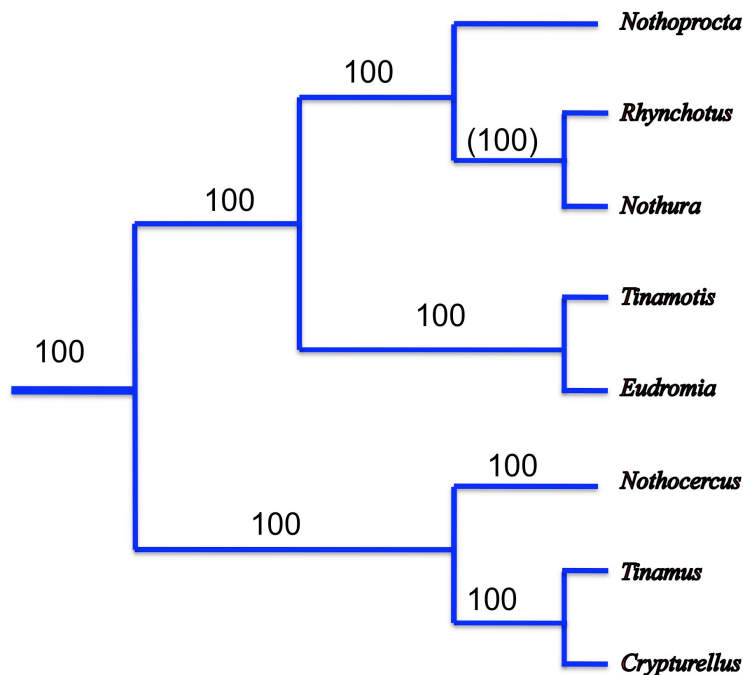 Nothoprocta
100
Rhynchotus
(100)
100
Nothura
Tinamotis
100
100
Eudromia
100
Nothocercus
100
Tinamus
100
Crypturellus